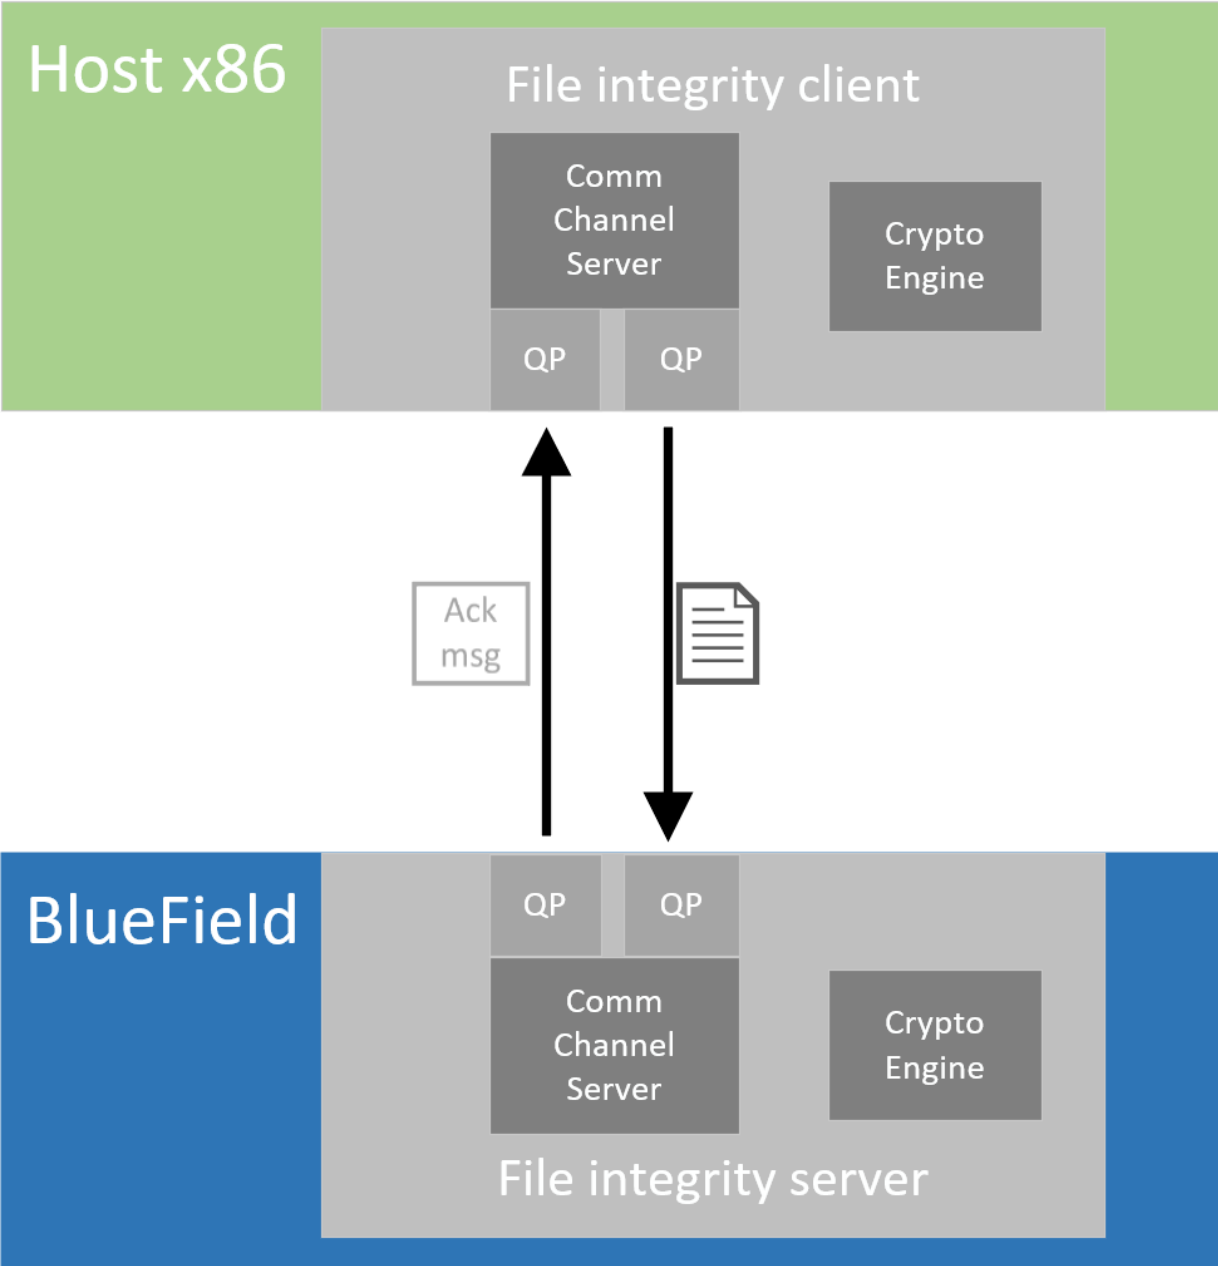 Host x86
File integrity client
Comm
Channel
Server
Crypto
Engine
QP
QP
Ack
msg
BlueField
QP
QP
Comm
Channel
Server
Crypto
Engine
File integrity server